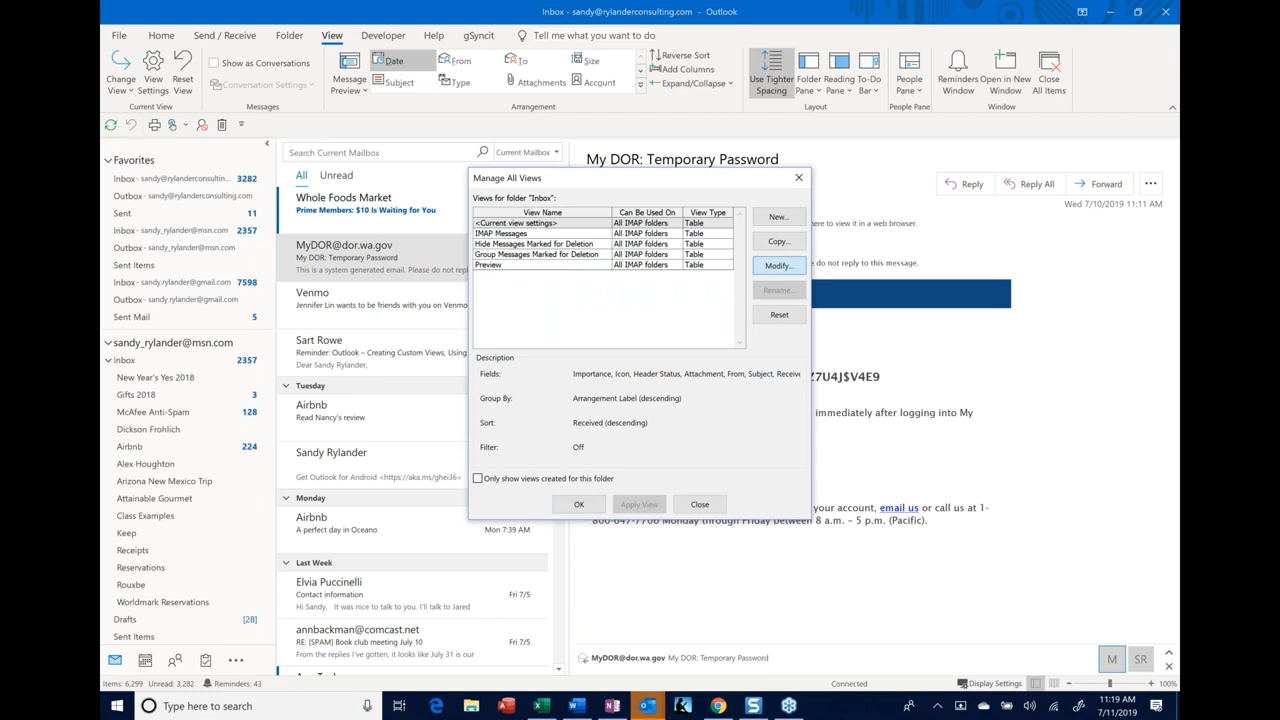 Inbox - sandy@rylanderconsulting.com - Outlook
File Home Send / Receive Folder View Developer Help gSyncit Tell me what you want to do
Change View
View Settings
Reset View
Current View
Show as Conversations
Conversation Settings
Messages
Message Preview
Date From To Size
Subject Type Attachments Account
Arrangement
Reverse Sort
Add Columns
Expand/Collapse
Use Tighter Spacing
Folder Pane
Reading Pane
To-Do Bar
Layout
People Pane
People Pane
Reminders Window
Open in New Window
Close All Items
Window
Favorites
Inbox - sandy@rylanderconsultin... 3282
Outbox - sandy@rylanderconsulting.com
Sent 11
Inbox - sandy_rylander@msn.com 2357
Outbox - sandy_rylander@msn.com
Sent Items
Inbox - sandy.rylander@gmail.com 7598
Outbox - sandy.rylander@gmail.com
Sent Mail 5
sandy_rylander@msn.com
Inbox 2357
New Year's Yes 2018
Gifts 2018 3
McAfee Anti-Spam 128
Dickson Frohlich
Airbnb 224
Alex Houghton
Arizona New Mexico Trip
Attainable Gourmet
Class Examples
Keep
Receipts
Reservations
Rouxbe
Worldmark Reservations
Drafts [28]
Sent Items
Search Current Mailbox Current Mailbox
All Unread
Whole Foods Market
Prime Members: $10 Is Waiting for You
MyDOR@dor.wa.gov
My DOR: Temporary Password
This is a system generated email. Please do not repl
Venmo
Jennifer Lin wants to be friends with you on Venmo
Sart Rowe
Reminder: Outlook – Creating Custom Views, Using
Dear Sandy Rylander,
Tuesday
Airbnb
Read Nancy's review
Sandy Rylander
Get Outlook for Android <https://aka.ms/ghei36>
Monday
Airbnb
A perfect day in Oceano Mon 7:39 AM
Last Week
Elvia Puccinelli
Contact information Fri 7/5
Hi Sandy, It was nice to talk to you. I'll talk to Jared
annbackman@comcast.net
RE: [SPAM] Book club meeting July 10 Fri 7/5
From the replies I've gotten, it looks like July 31 is our
Manage All Views
Views for folder "Inbox":
View Name Can Be Used On View Type
<Current view settings> All IMAP folders Table
IMAP Messages All IMAP folders Table
Hide Messages Marked for Deletion All IMAP folders Table
Group Messages Marked for Deletion All IMAP folders Table
Preview All IMAP folders Table
New...
Copy...
Modify...
Rename...
Reset
Description
Fields: Importance, Icon, Header Status, Attachment, From, Subject, Receive
Group By: Arrangement Label (descending)
Sort: Received (descending)
Filter: Off
Only show views created for this folder
OK Apply View Close
My DOR: Temporary Password
Reply Reply All Forward
Wed 7/10/2019 11:11 AM
here to view it in a web browser.
do not reply to this message.
Z7U4J$V4E9
immediately after logging into My
your account, email us or call us at 1-
800-647-7706 Monday through Friday between 8 a.m. – 5 p.m. (Pacific).
MyDOR@dor.wa.gov My DOR: Temporary Password
M SR
Items: 6,299 Unread: 3,282 Reminders: 43
Connected Display Settings 100%
Type here to search
11:19 AM
7/11/2019